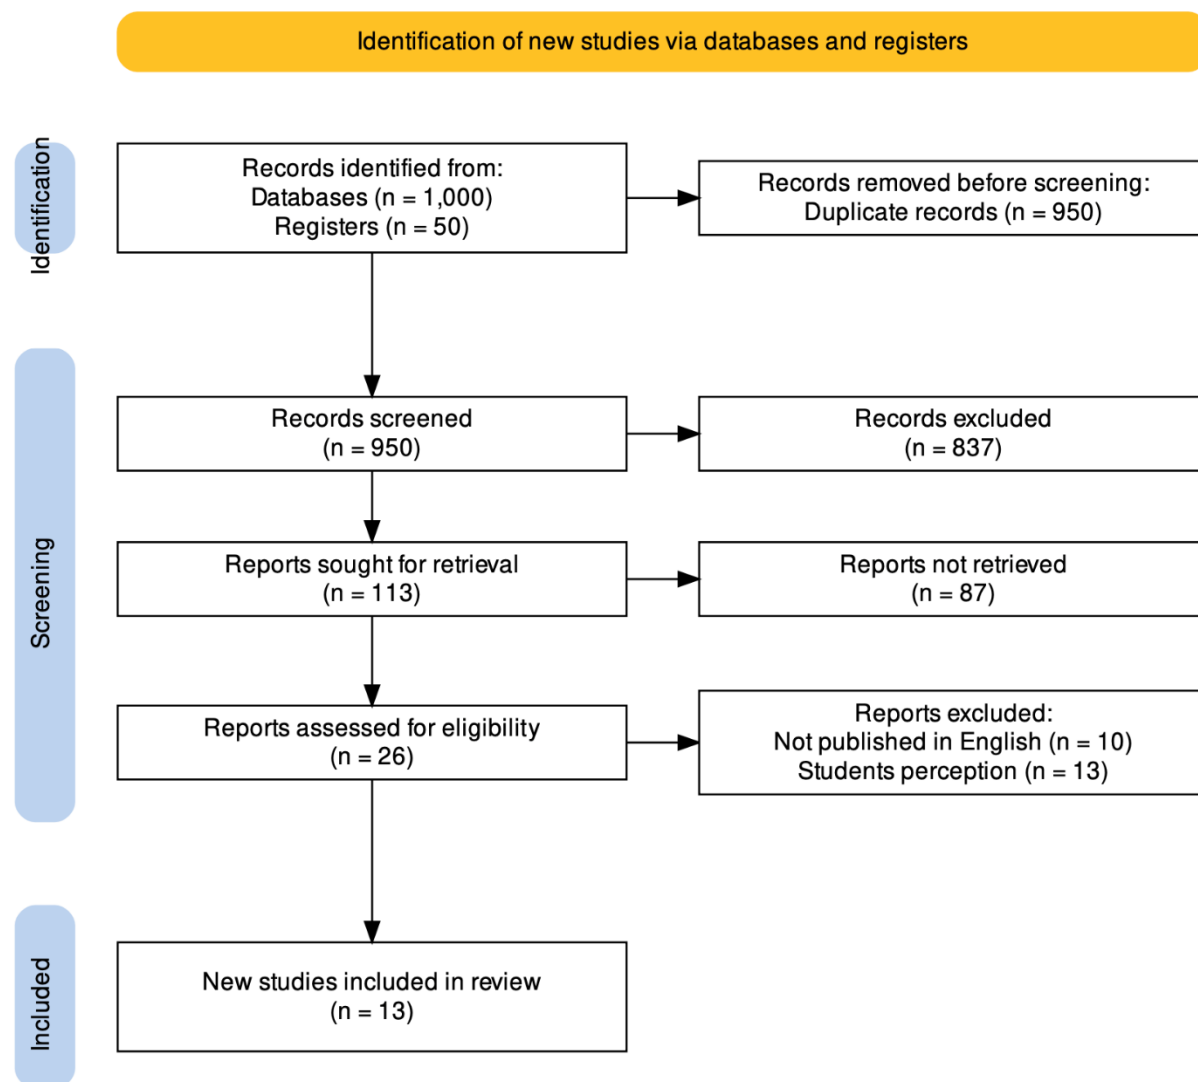 Identification of new studies via databases and registers
Identification
Records identified from:
Databases (n = 1,000)
Registers (n = 50)
Records removed before screening:
Duplicate records (n = 950)
Screening
Records screened
(n = 950)
Records excluded
(n = 837)
Reports sought for retrieval
(n = 113)
Reports not retrieved
(n = 87)
Reports assessed for eligibility
(n = 26)
Reports excluded:
Not published in English (n = 10)
Students perception (n = 13)
Included
New studies included in review
(n = 13)